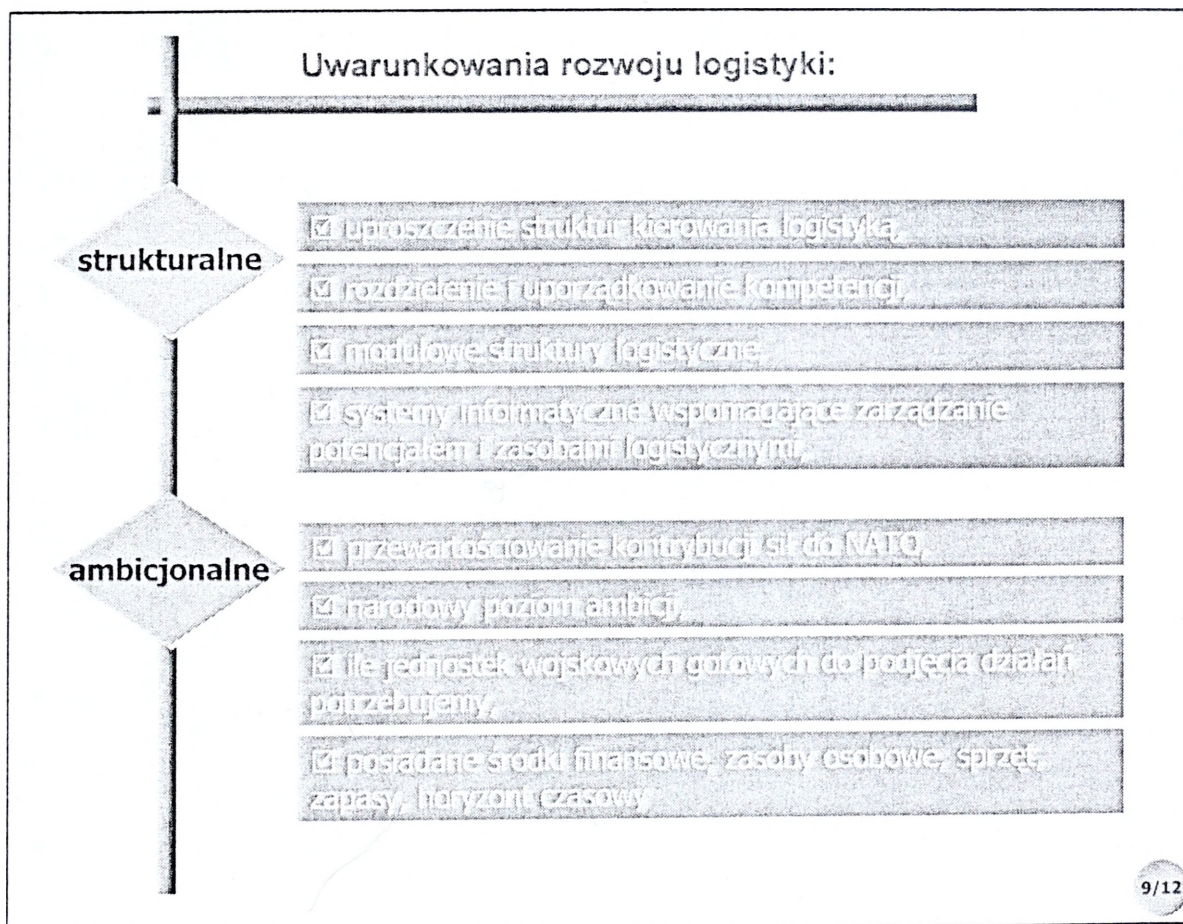 Uwarunkowania rozwoju logistyki:
strukturalne
☑ uproszczenie struktur kierowania logistyką,
☑ rozdzielenie i uporządkowanie kompetencji,
☑ modułowe struktury logistyczne,
☑ systemy informatyczne wspomagające zarządzanie
potencjałem i zasobami logistycznymi,
ambicjonalne
☑ przewartościowanie kontrybucji sił do NATO,
☑ narodowy poziom ambicji,
☑ ile jednostek wojskowych gotowych do podjęcia działań
potrzebujemy,
☑ posiadane środki finansowe, zasoby osobowe, sprzęt,
zapasy, horyzont czasowy
9/12